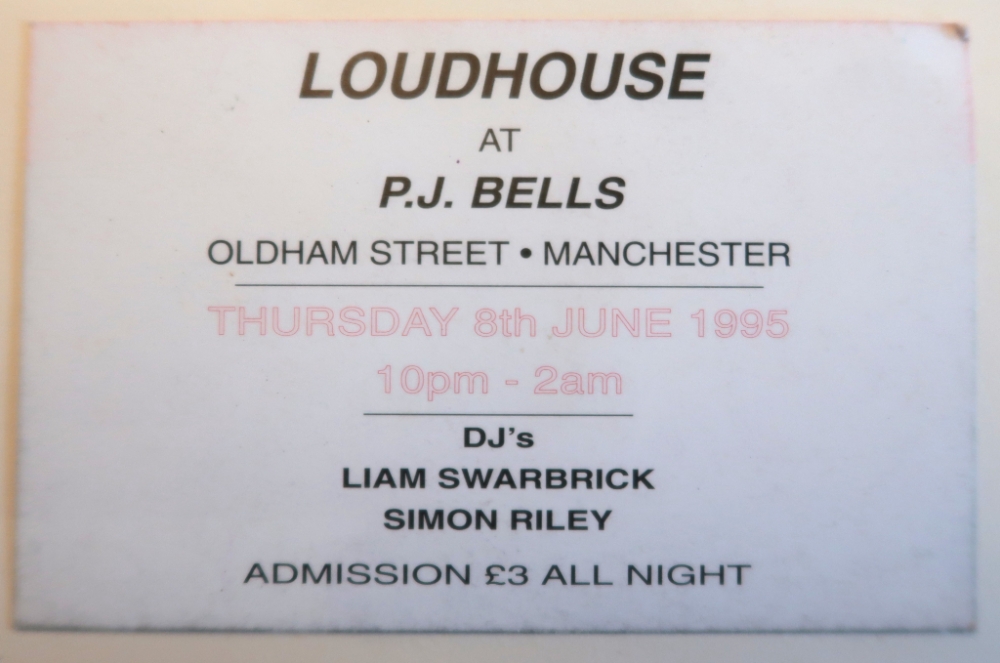 LOUDHOUSE
AT
P.J. BELLS
OLDHAM STREET • MANCHESTER
THURSDAY 8th JUNE 1995
10pm - 2am
DJ's
LIAM SWARBRICK
SIMON RILEY
ADMISSION £3 ALL NIGHT